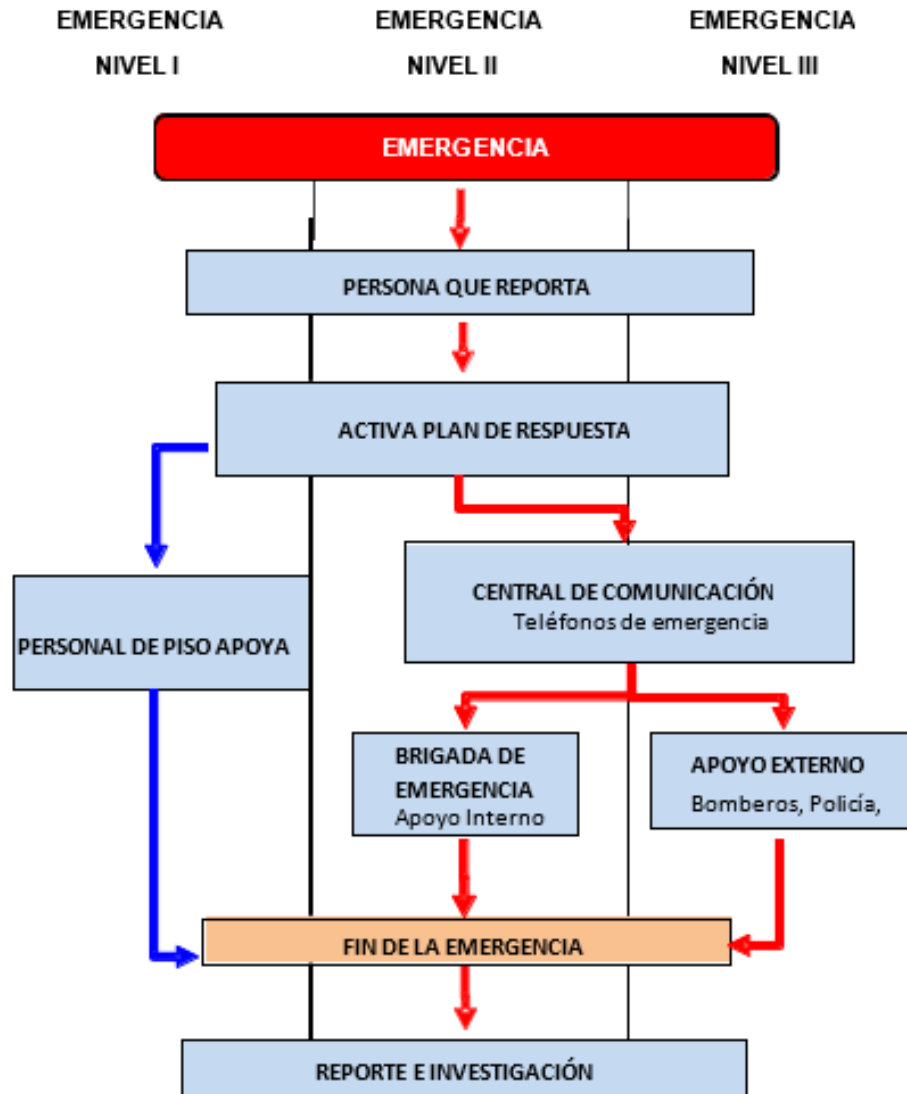 EMERGENCIA
NIVEL I
EMERGENCIA
NIVEL II
EMERGENCIA
NIVEL III
EMERGENCIA
PERSONA QUE REPORTA
ACTIVA PLAN DE RESPUESTA
CENTRAL DE COMUNICACIÓN
Teléfonos de emergencia
PERSONAL DE PISO APOYA
BRIGADA DE
EMERGENCIA
Apoyo Interno
APOYO EXTERNO
Bomberos, Policía,
FIN DE LA EMERGENCIA
REPORTE E INVESTIGACIÓN